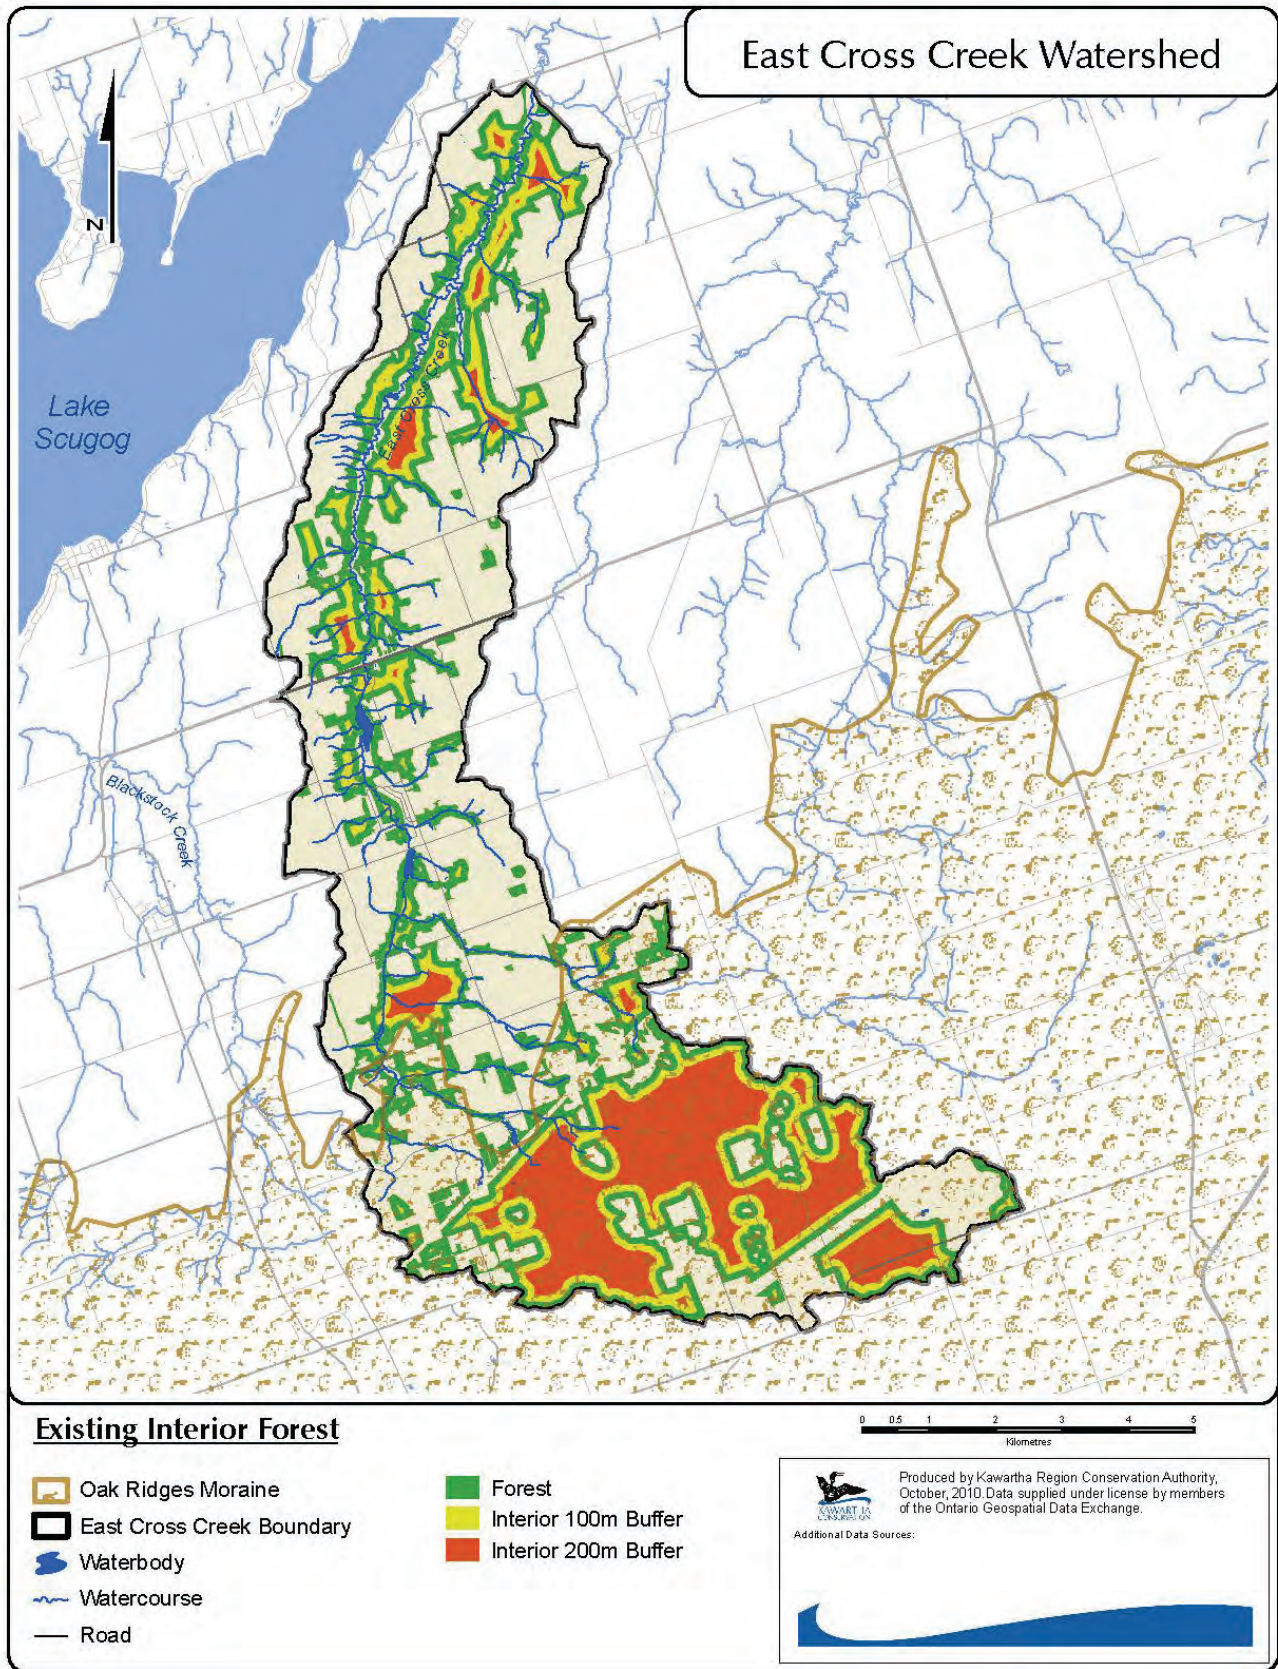 East Cross Creek Watershed
N
Lake
Scugog
East Cross Creek
Blackstock Creek
Existing Interior Forest
Oak Ridges Moraine
East Cross Creek Boundary
Waterbody
Watercourse
Road
Forest
Interior 100m Buffer
Interior 200m Buffer
0 0.5 1 2 3 4 5
Kilometres
KAWARTHA
CONSERVATION
Produced by Kawartha Region Conservation Authority,
October, 2010. Data supplied under license by members
of the Ontario Geospatial Data Exchange.
Additional Data Sources: